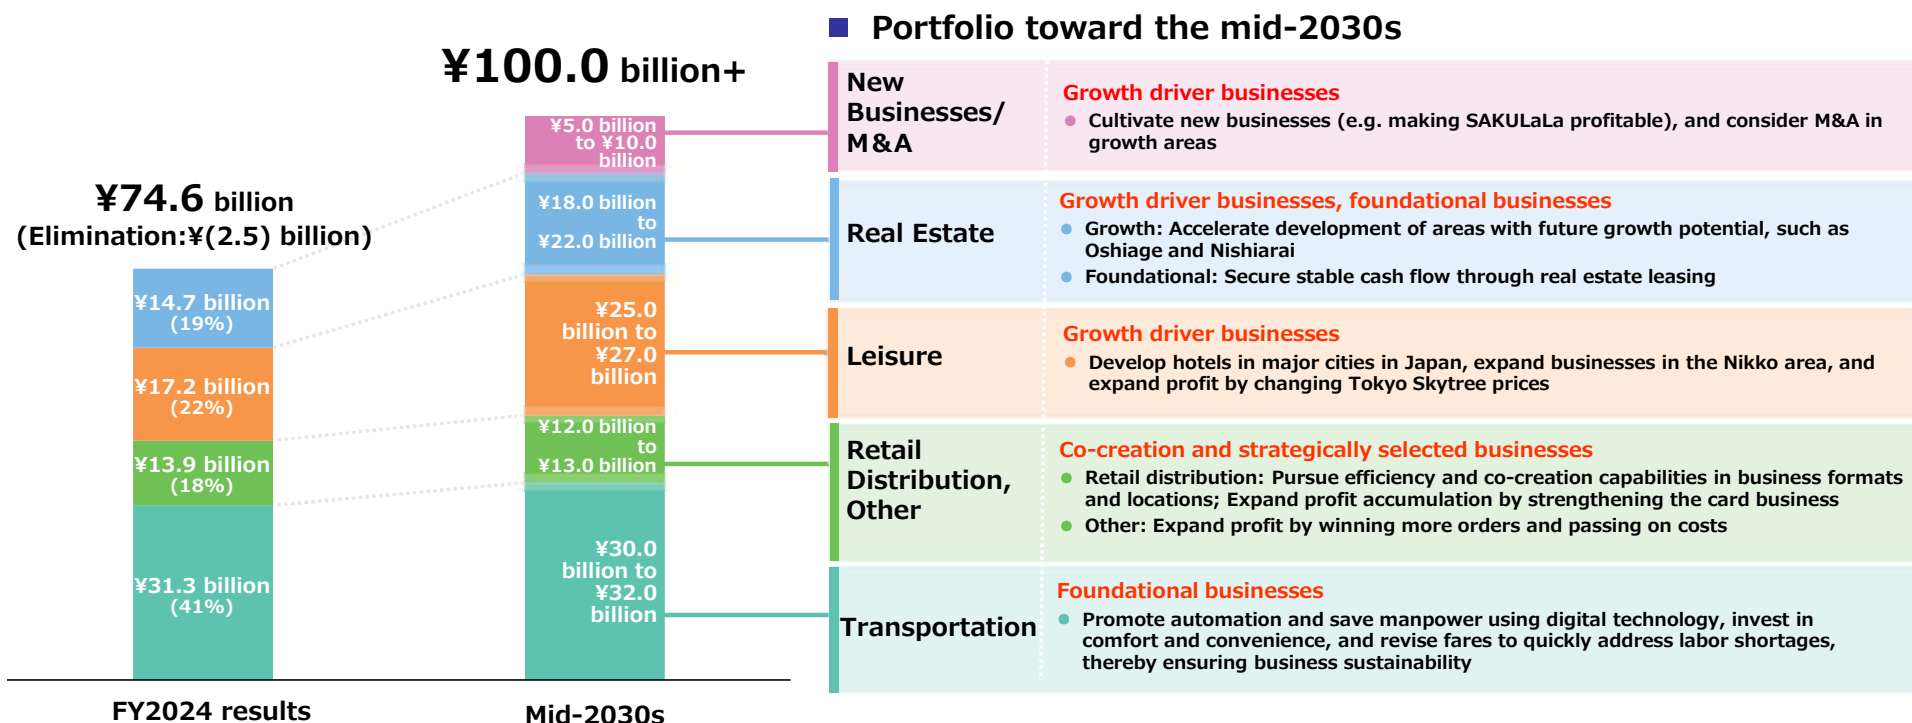 ¥74.6 billion
(Elimination:¥(2.5) billion)
¥14.7 billion
(19%)
¥17.2 billion
(22%)
¥13.9 billion
(18%)
¥31.3 billion
(41%)
FY2024 results
¥100.0 billion+
¥5.0 billion
to ¥10.0
billion
¥18.0 billion
to
¥22.0 billion
¥25.0
billion to
¥27.0
billion
¥12.0 billion
to
¥13.0 billion
¥30.0
billion to
¥32.0
billion
Mid-2030s
Portfolio toward the mid-2030s
New
Businesses/
M&A
Growth driver businesses
Cultivate new businesses (e.g. making SAKULaLa profitable), and consider M&A in
growth areas
Real Estate
Growth driver businesses, foundational businesses
Growth: Accelerate development of areas with future growth potential, such as
Oshiage and Nishiarai
Foundational: Secure stable cash flow through real estate leasing
Leisure
Growth driver businesses
Develop hotels in major cities in Japan, expand businesses in the Nikko area, and
expand profit by changing Tokyo Skytree prices
Retail
Distribution,
Other
Co-creation and strategically selected businesses
Retail distribution: Pursue efficiency and co-creation capabilities in business formats
and locations; Expand profit accumulation by strengthening the card business
Other: Expand profit by winning more orders and passing on costs
Transportation
Foundational businesses
Promote automation and save manpower using digital technology, invest in
comfort and convenience, and revise fares to quickly address labor shortages,
thereby ensuring business sustainability